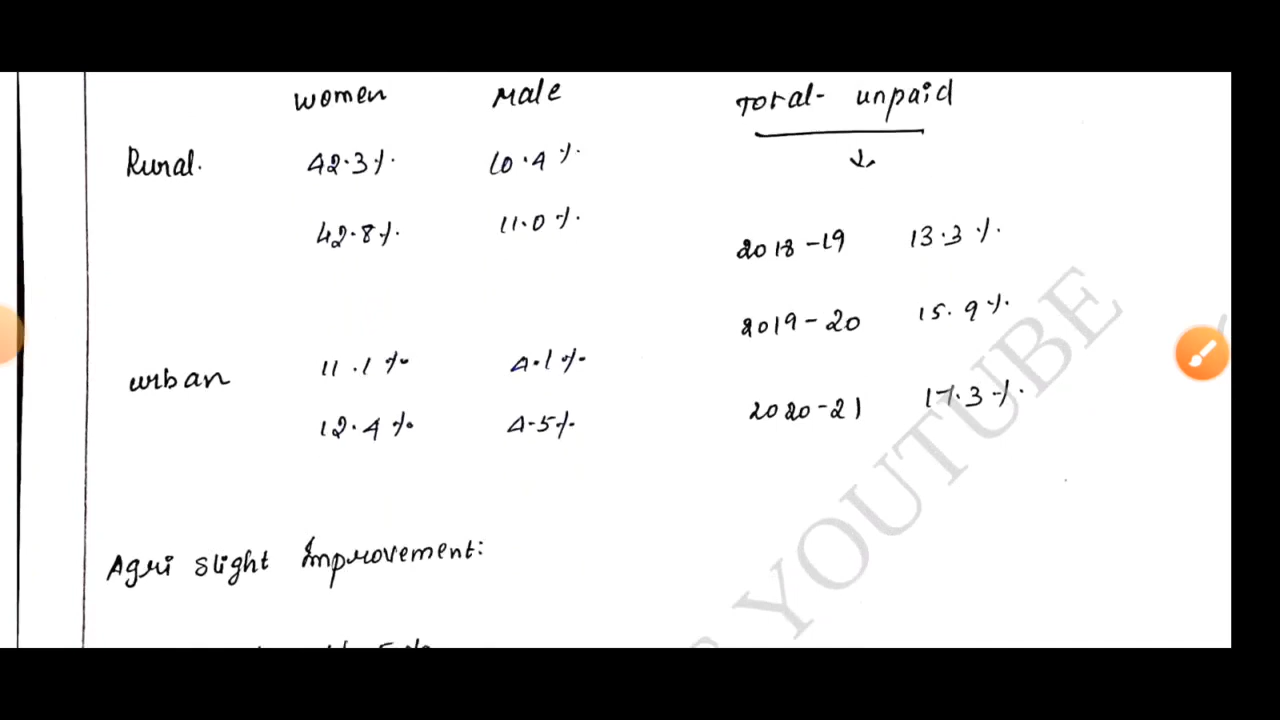 women Male Total- unpaid
Rural. 42.3% 10.4%
42.8% 11.0%
2018-19 13.3%
2019-20 15.9%
urban 11.1% 4.1%
2020-21 17.3%
12.4% 4.5%
Agri slight Improvement:
YOUTUBE